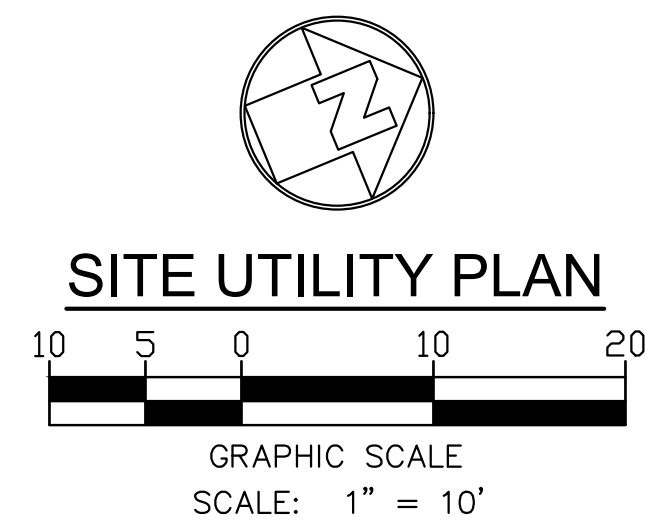 N
SITE UTILITY PLAN
10 5 0 10 20
GRAPHIC SCALE
SCALE: 1" = 10'